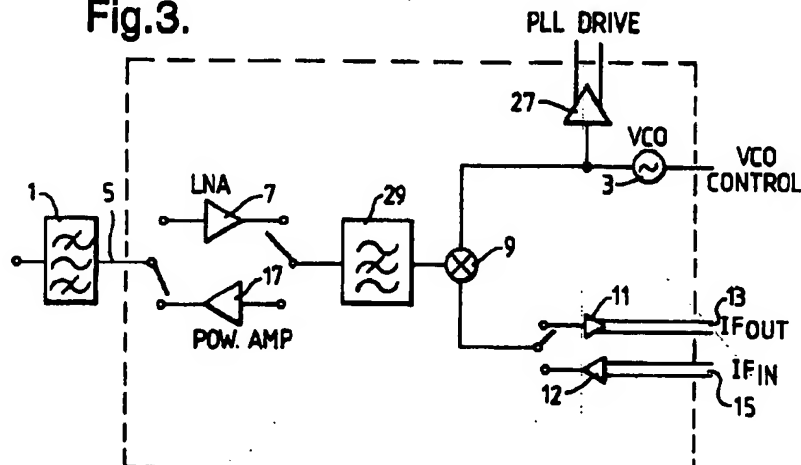 Fig.3.
PLL DRIVE
27
VCO
3
VCO
CONTROL
1
5
LNA
7
29
9
17
POW. AMP
11
13
IFOUT
12
IFIN
15